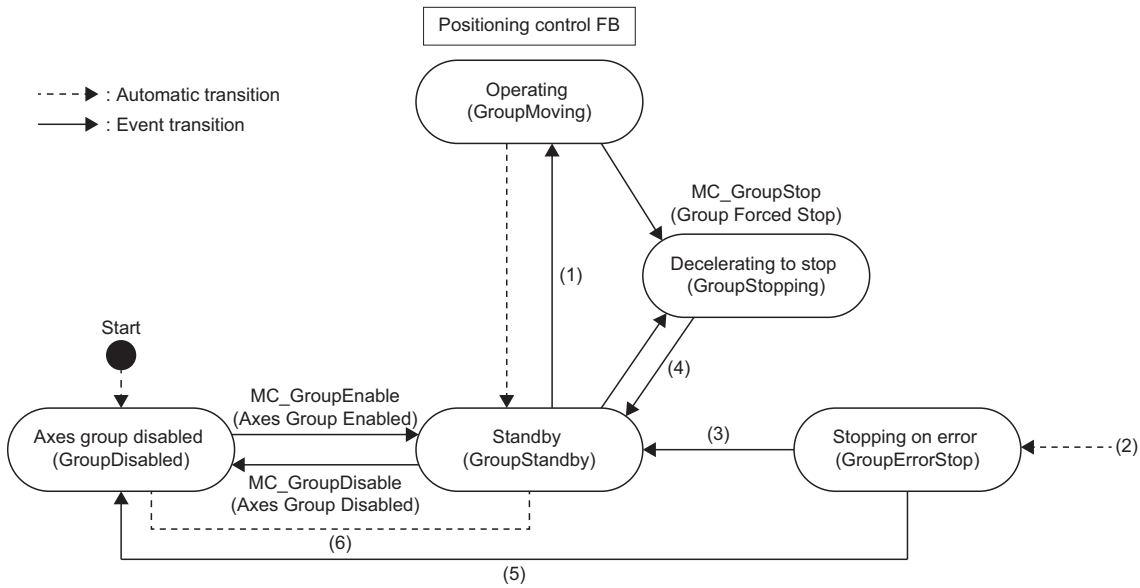 Positioning control FB
Operating
(GroupMoving)
: Automatic transition
: Event transition
MC_GroupStop
(Group Forced Stop)
Decelerating to stop
(GroupStopping)
(1)
Start
(4)
MC_GroupEnable
(Axes Group Enabled)
Axes group disabled
(GroupDisabled)
Standby
(GroupStandby)
(3)
Stopping on error
(GroupErrorStop)
(2)
MC_GroupDisable
(Axes Group Disabled)
(6)
(5)